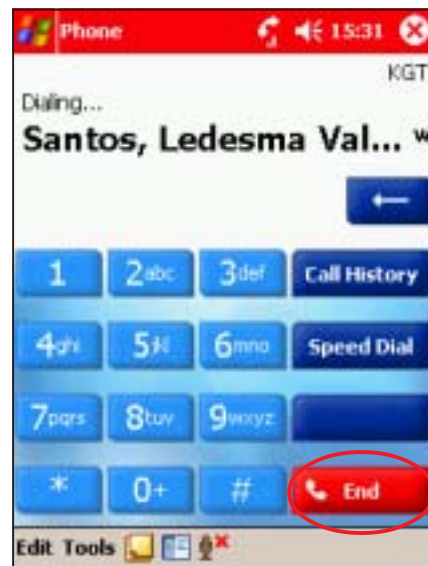 Phone 15:31
KGT
Dialing...
Santos, Ledesma Val... w
1 2abc 3def Call History
4ghi 5jkl 6mno Speed Dial
7pqrs 8tuv 9wxyz
* 0+ # End
Edit Tools